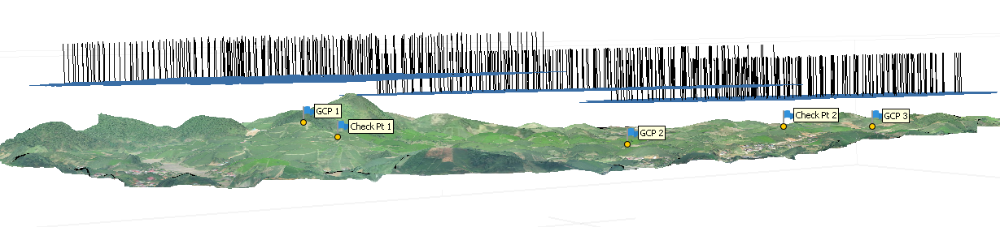 GCP 1
Check Pt 1
GCP 2
Check Pt 2
GCP 3